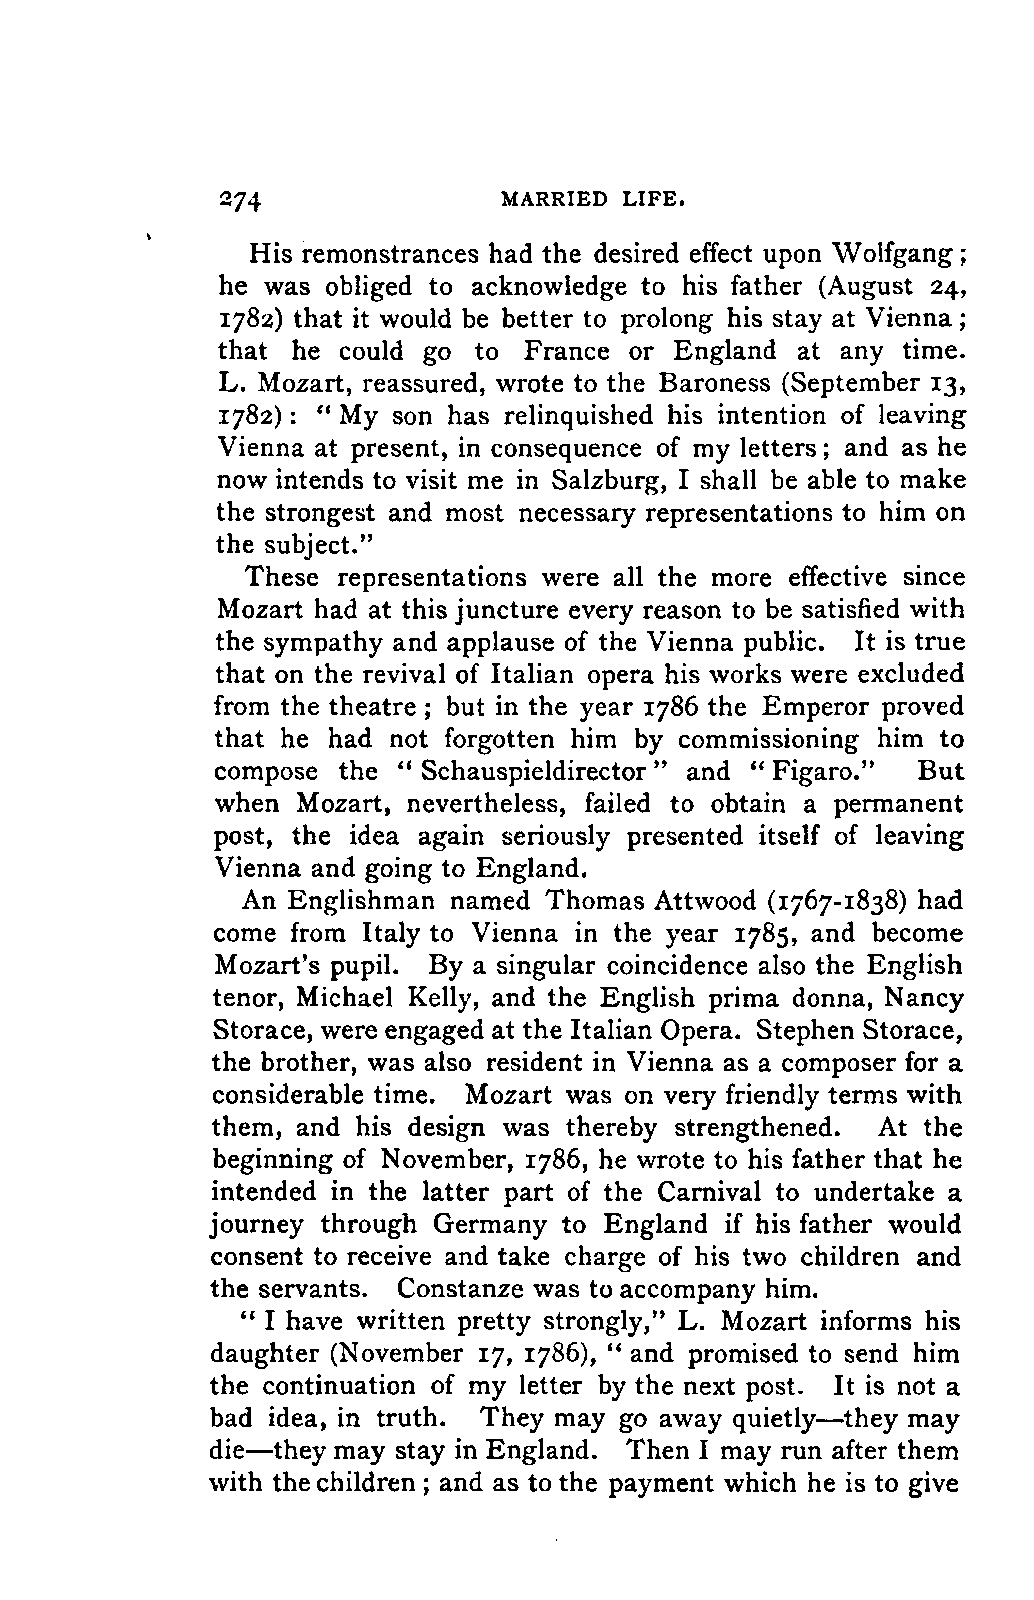 274 MARRIED LIFE.
His remonstrances had the desired effect upon Wolfgang;
he was obliged to acknowledge to his father (August 24,
1782) that it would be better to prolong his stay at Vienna;
that he could go to France or England at any time.
L. Mozart, reassured, wrote to the Baroness (September 13,
1782): "My son has relinquished his intention of leaving
Vienna at present, in consequence of my letters; and as he
now intends to visit me in Salzburg, I shall be able to make
the strongest and most necessary representations to him on
the subject."
These representations were all the more effective since
Mozart had at this juncture every reason to be satisfied with
the sympathy and applause of the Vienna public. It is true
that on the revival of Italian opera his works were excluded
from the theatre; but in the year 1786 the Emperor proved
that he had not forgotten him by commissioning him to
compose the "Schauspieldirector" and "Figaro." But
when Mozart, nevertheless, failed to obtain a permanent
post, the idea again seriously presented itself of leaving
Vienna and going to England.
An Englishman named Thomas Attwood (1767-1838) had
come from Italy to Vienna in the year 1785, and become
Mozart's pupil. By a singular coincidence also the English
tenor, Michael Kelly, and the English prima donna, Nancy
Storace, were engaged at the Italian Opera. Stephen Storace,
the brother, was also resident in Vienna as a composer for a
considerable time. Mozart was on very friendly terms with
them, and his design was thereby strengthened. At the
beginning of November, 1786, he wrote to his father that he
intended in the latter part of the Carnival to undertake a
journey through Germany to England if his father would
consent to receive and take charge of his two children and
the servants. Constanze was to accompany him.
"I have written pretty strongly," L. Mozart informs his
daughter (November 17, 1786), "and promised to send him
the continuation of my letter by the next post. It is not a
bad idea, in truth. They may go away quietly—they may
die—they may stay in England. Then I may run after them
with the children; and as to the payment which he is to give